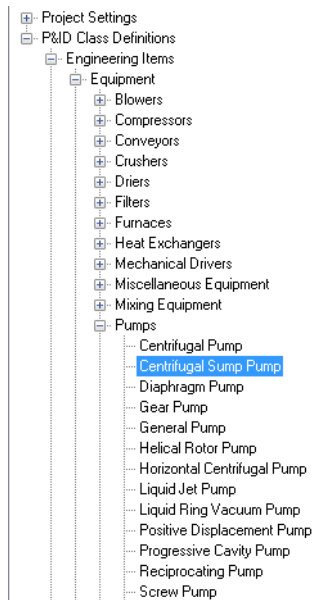 Project Settings
P&ID Class Definitions
Engineering Items
Equipment
Blowers
Compressors
Conveyors
Crushers
Driers
Filters
Furnaces
Heat Exchangers
Mechanical Drivers
Miscellaneous Equipment
Mixing Equipment
Pumps
Centrifugal Pump
Centrifugal Sump Pump
Diaphragm Pump
Gear Pump
General Pump
Helical Rotor Pump
Horizontal Centrifugal Pump
Liquid Jet Pump
Liquid Ring Vacuum Pump
Positive Displacement Pump
Progressive Cavity Pump
Reciprocating Pump
Screw Pump